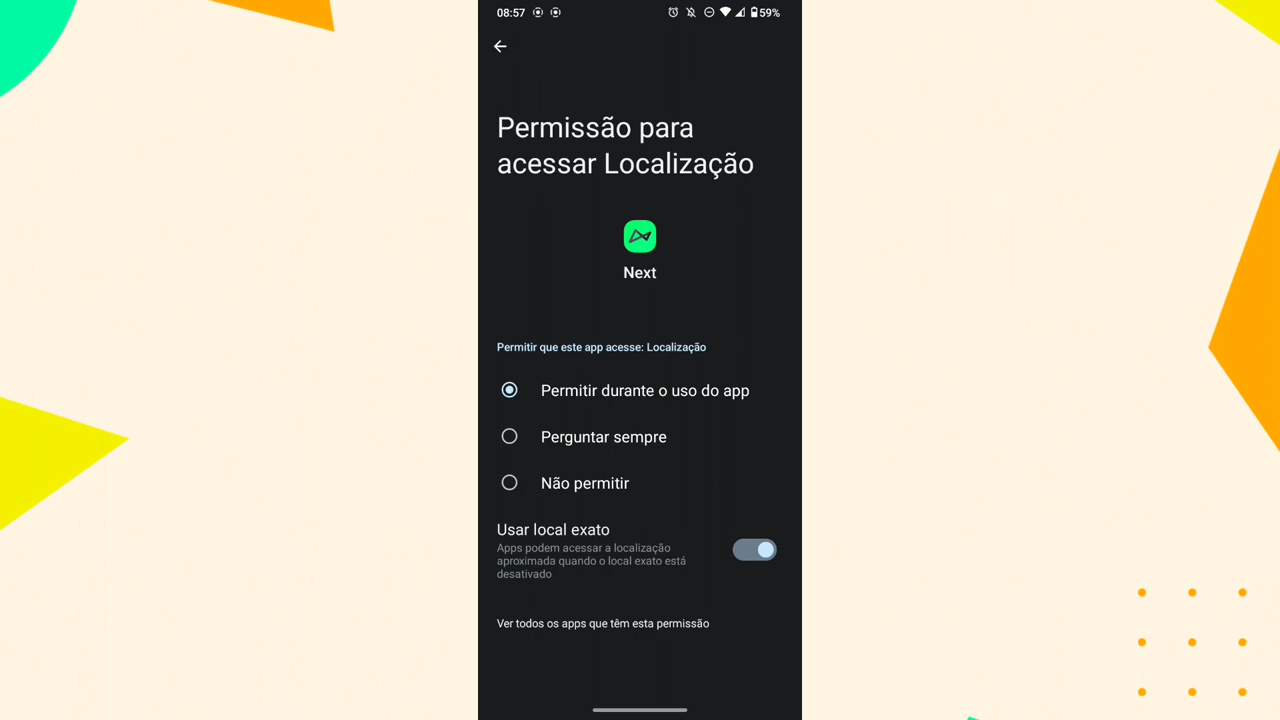 08:57
59%
Permissão para
acessar Localização
Next
Permitir que este app acesse: Localização
Permitir durante o uso do app
Perguntar sempre
Não permitir
Usar local exato
Apps podem acessar a localização
aproximada quando o local exato está
desativado
Ver todos os apps que têm esta permissão